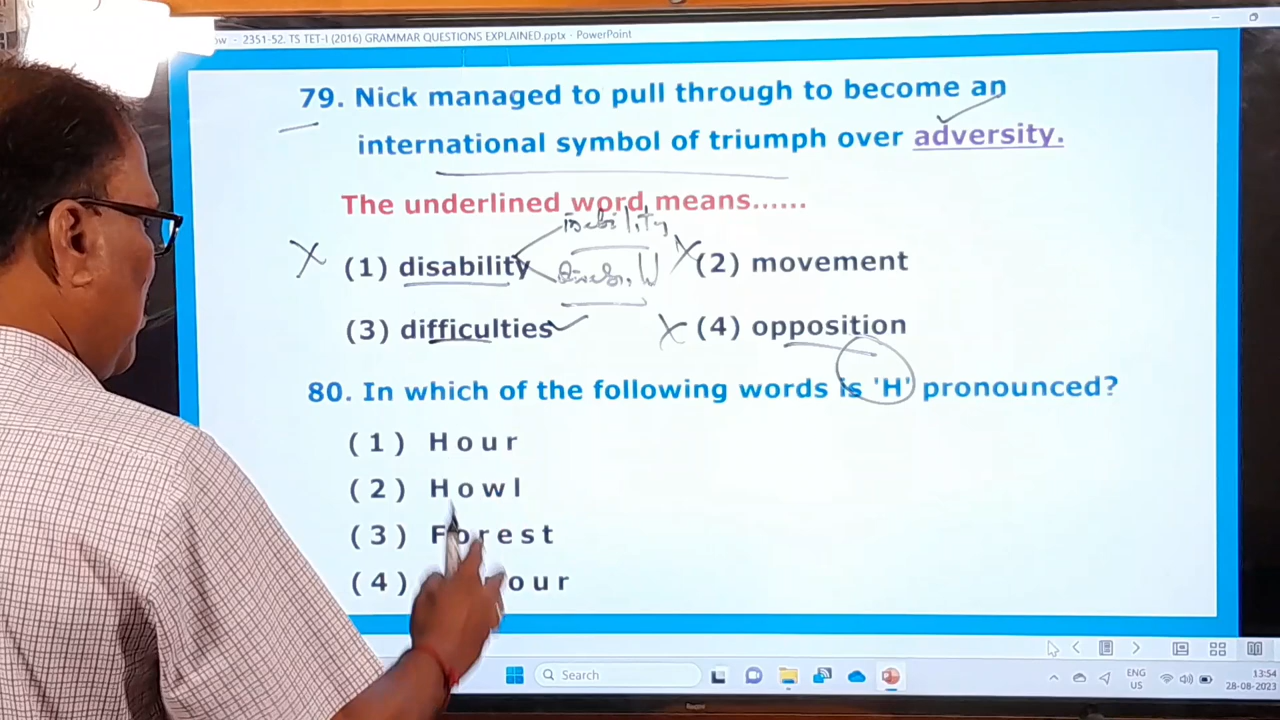 ow - 2351-52. TS TET-I (2016) GRAMMAR QUESTIONS EXPLAINED.pptx - PowerPoint
79. Nick managed to pull through to become an
international symbol of triumph over adversity.
The underlined word means......
inability
(1) disability
(2) movement
(3) difficulties
(4) opposition
80. In which of the following words is 'H' pronounced?
(1) Hour
(2) Howl
(3) Forest
(4) our
Search
ENG
US
13:54
28-08-2023